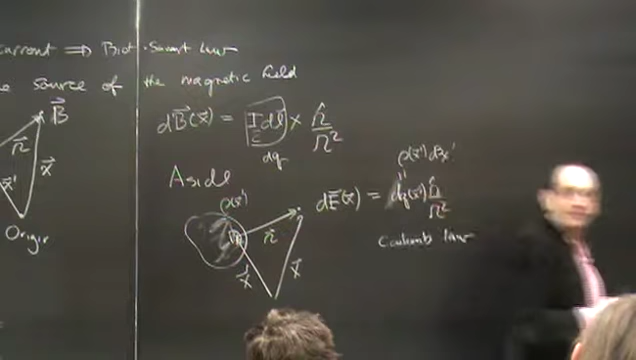 current ⇒ Biot-Savart law
e source of the magnetic field
B⃗
r⃗
x⃗'
x⃗
Origin
dB⃗(x⃗) = I/c dl⃗ × r̂/r²
dq
Aside
ρ(x⃗')
r⃗
x⃗'
x⃗
ρ(x⃗')d³x'
dE⃗(x⃗) = dq(x⃗') r̂/r²
Coulomb law